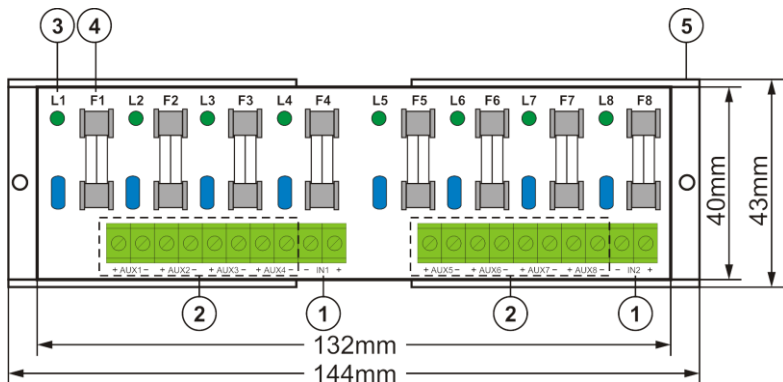 3 4 5
L1 F1 L2 F2 L3 F3 L4 F4 L5 F5 L6 F6 L7 F7 L8 F8
40mm
43mm
+ AUX1 − + AUX2 − + AUX3 − + AUX4 − − IN1 + + AUX5 − + AUX6 − + AUX7 − + AUX8 − − IN2 +
2 1 2 1
132mm
144mm